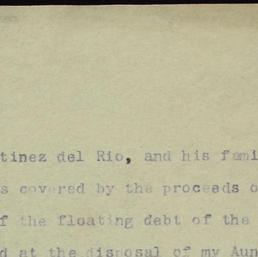 tinez del Rio, and his fami
s covered by the proceeds o
f the floating debt of the
d at the disposal of my Aun